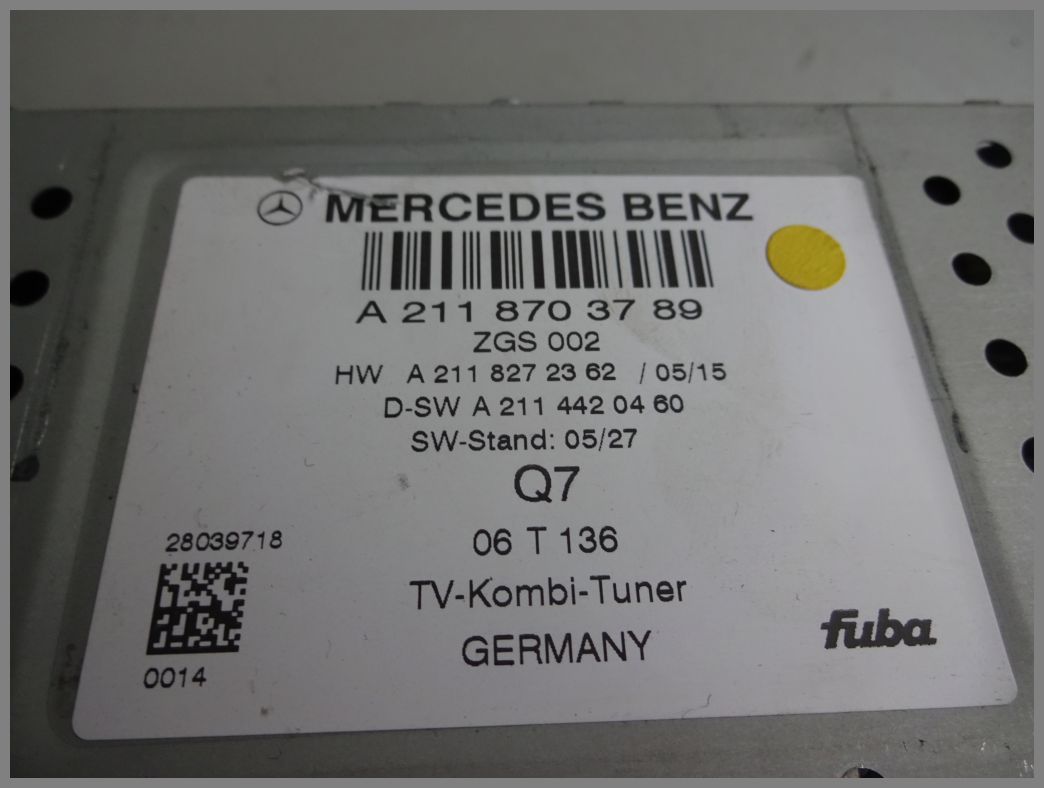 MERCEDES BENZ
A 211 870 37 89
ZGS 002
HW A 211 827 23 62 / 05/15
D-SW A 211 442 04 60
SW-Stand: 05/27
Q7
28039718
06 T 136
TV-Kombi-Tuner
fuba
GERMANY
0014